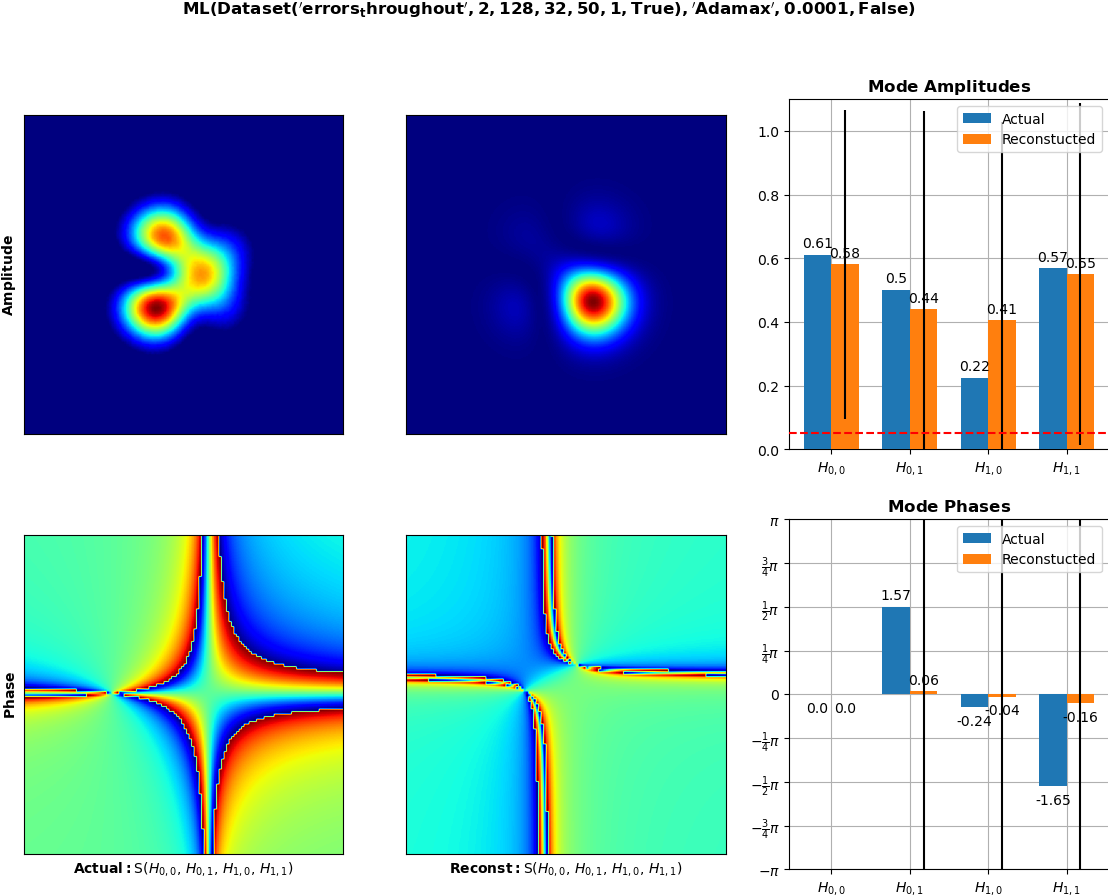 ML(Dataset('errors_throughout', 2, 128, 32, 50, 1, True), 'Adamax', 0.0001, False)
Amplitude
Mode Amplitudes
Actual
Reconstucted
1.0
0.8
0.6
0.4
0.2
0.0
0.61
0.58
0.5
0.44
0.22
0.41
0.57
0.55
H0,0
H0,1
H1,0
H1,1
Phase
Actual: S(H0,0, H0,1, H1,0, H1,1)
Reconst: S(H0,0, H0,1, H1,0, H1,1)
Mode Phases
Actual
Reconstucted
π
3/4π
1/2π
1/4π
0
−1/4π
−1/2π
−3/4π
−π
0.0
0.0
1.57
0.06
-0.24
-0.04
-1.65
-0.16
H0,0
H0,1
H1,0
H1,1